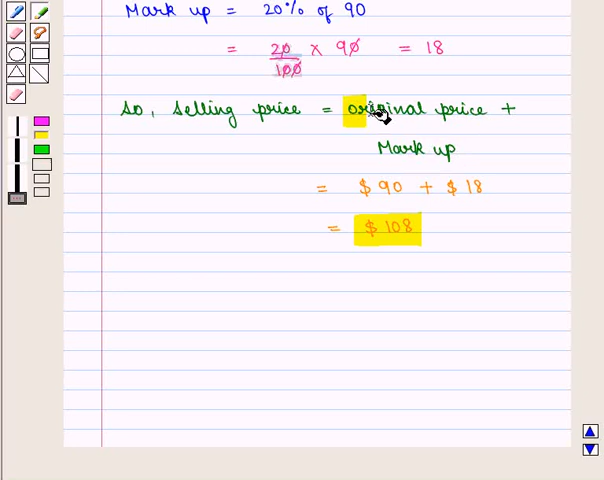 Mark up = 20% of 90
= 20/100 × 90 = 18
So, Selling price = original price +
Mark up
= $ 90 + $ 18
= $ 108